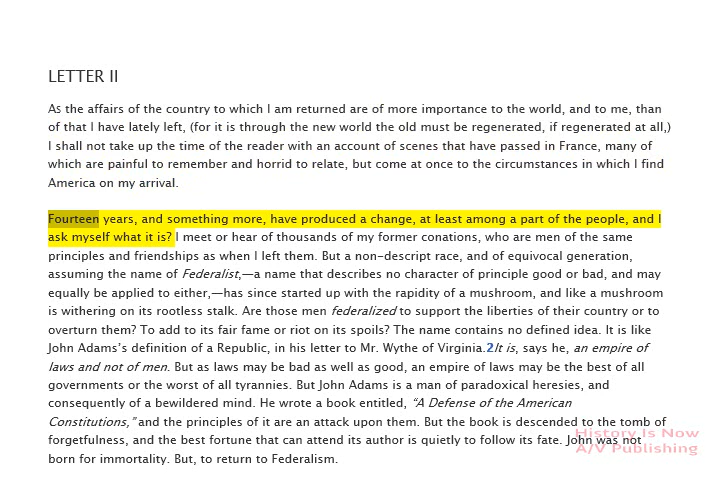 LETTER II
As the affairs of the country to which I am returned are of more importance to the world, and to me, than
of that I have lately left, (for it is through the new world the old must be regenerated, if regenerated at all,)
I shall not take up the time of the reader with an account of scenes that have passed in France, many of
which are painful to remember and horrid to relate, but come at once to the circumstances in which I find
America on my arrival.
Fourteen years, and something more, have produced a change, at least among a part of the people, and I
ask myself what it is? I meet or hear of thousands of my former conations, who are men of the same
principles and friendships as when I left them. But a non-descript race, and of equivocal generation,
assuming the name of Federalist,—a name that describes no character of principle good or bad, and may
equally be applied to either,—has since started up with the rapidity of a mushroom, and like a mushroom
is withering on its rootless stalk. Are those men federalized to support the liberties of their country or to
overturn them? To add to its fair fame or riot on its spoils? The name contains no defined idea. It is like
John Adams's definition of a Republic, in his letter to Mr. Wythe of Virginia.2It is, says he, an empire of
laws and not of men. But as laws may be bad as well as good, an empire of laws may be the best of all
governments or the worst of all tyrannies. But John Adams is a man of paradoxical heresies, and
consequently of a bewildered mind. He wrote a book entitled, “A Defense of the American
Constitutions,” and the principles of it are an attack upon them. But the book is descended to the tomb of
forgetfulness, and the best fortune that can attend its author is quietly to follow its fate. John was not
born for immortality. But, to return to Federalism.
History Is Now
A/V Publishing